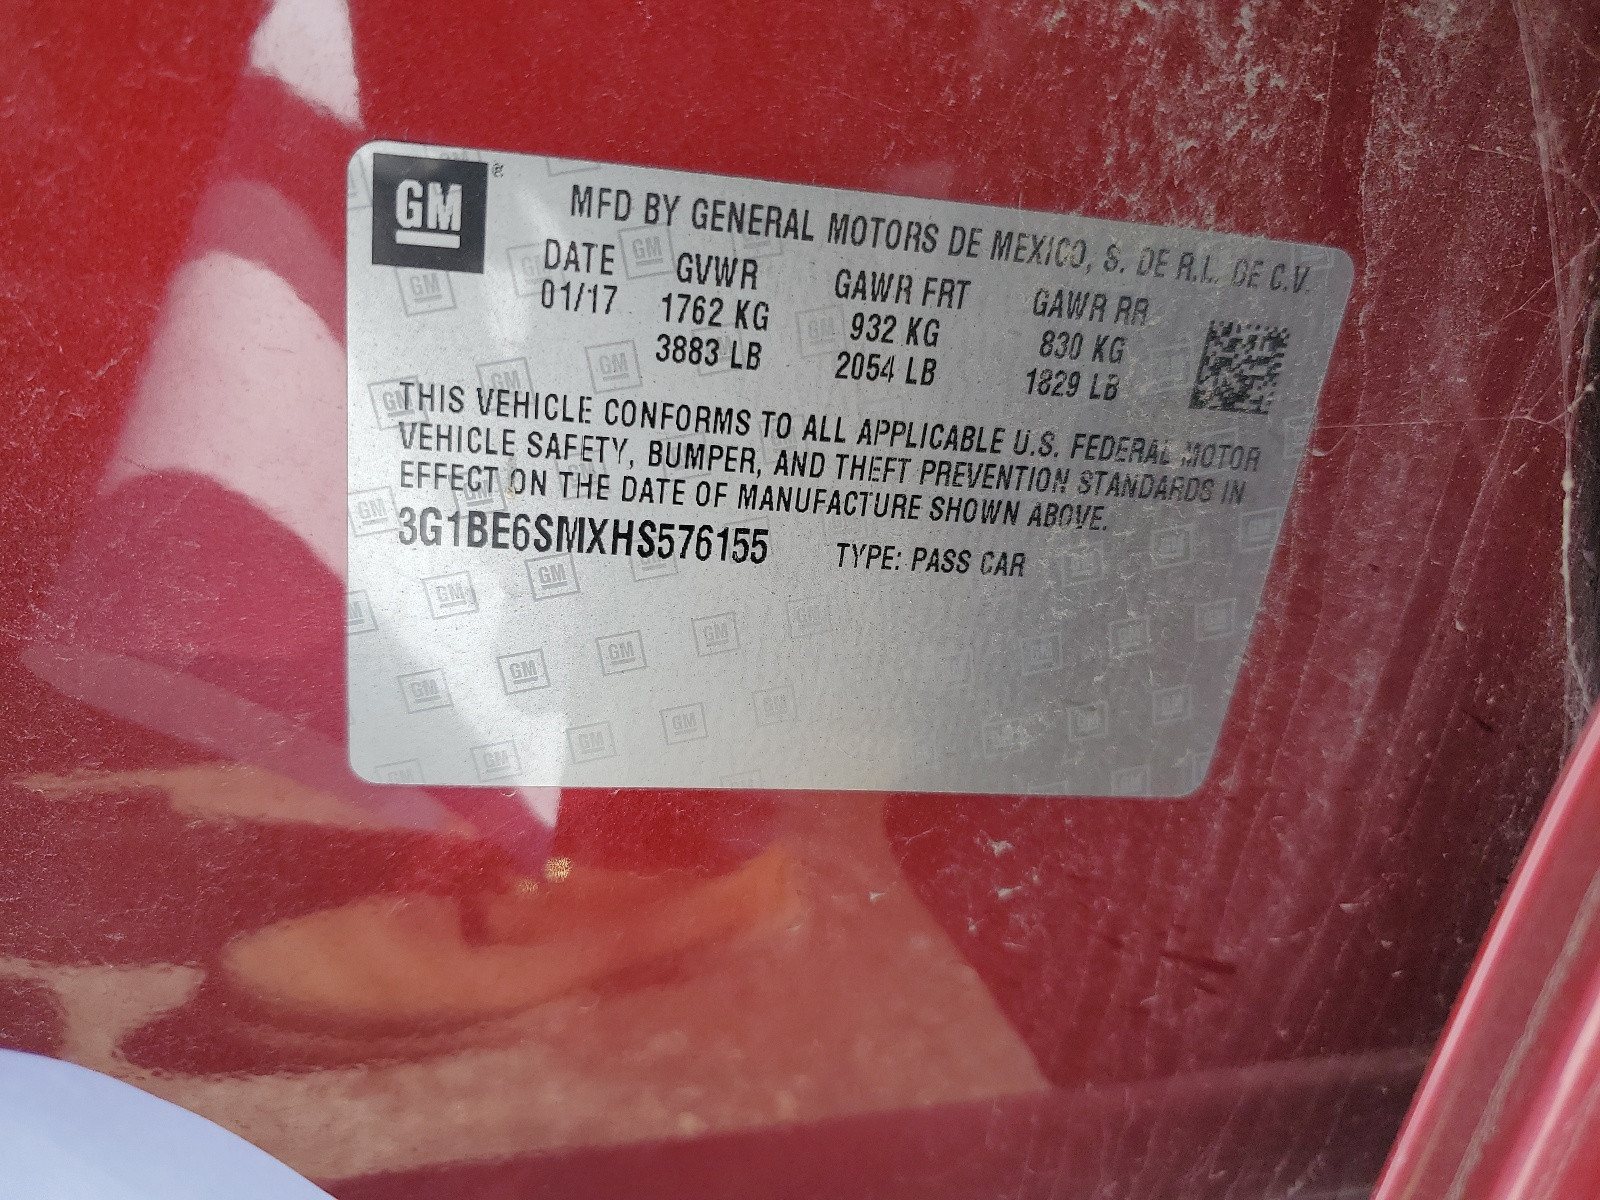 GM ®
MFD BY GENERAL MOTORS DE MEXICO, S. DE R.L. DE C.V.
DATE GVWR GAWR FRT GAWR RR
01/17 1762 KG 932 KG 830 KG
3883 LB 2054 LB 1829 LB
THIS VEHICLE CONFORMS TO ALL APPLICABLE U.S. FEDERAL MOTOR
VEHICLE SAFETY, BUMPER, AND THEFT PREVENTION STANDARDS IN
EFFECT ON THE DATE OF MANUFACTURE SHOWN ABOVE.
3G1BE6SMXHS576155 TYPE: PASS CAR